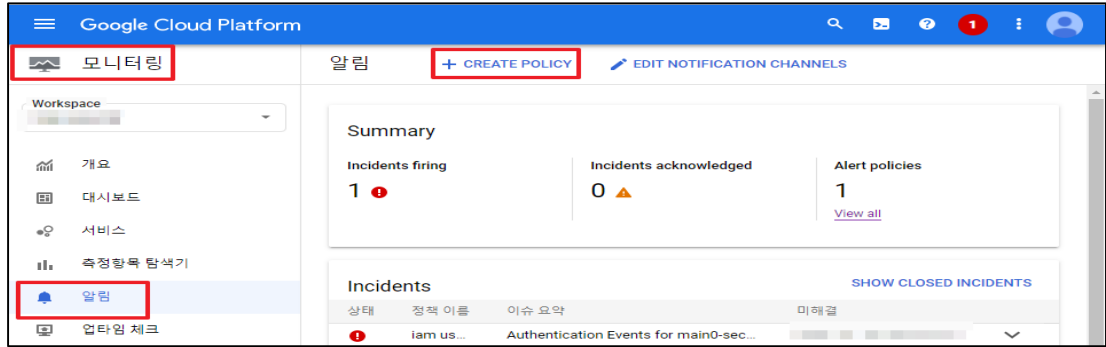 Google Cloud Platform
1
모니터링
알림
CREATE POLICY
EDIT NOTIFICATION CHANNELS
Workspace
개요
대시보드
서비스
측정항목 탐색기
알림
업타임 체크
Summary
Incidents firing
Incidents acknowledged
Alert policies
1
0
1
View all
Incidents
SHOW CLOSED INCIDENTS
상태 정책 이름 이슈 요약 미해결
iam us... Authentication Events for main0-sec...